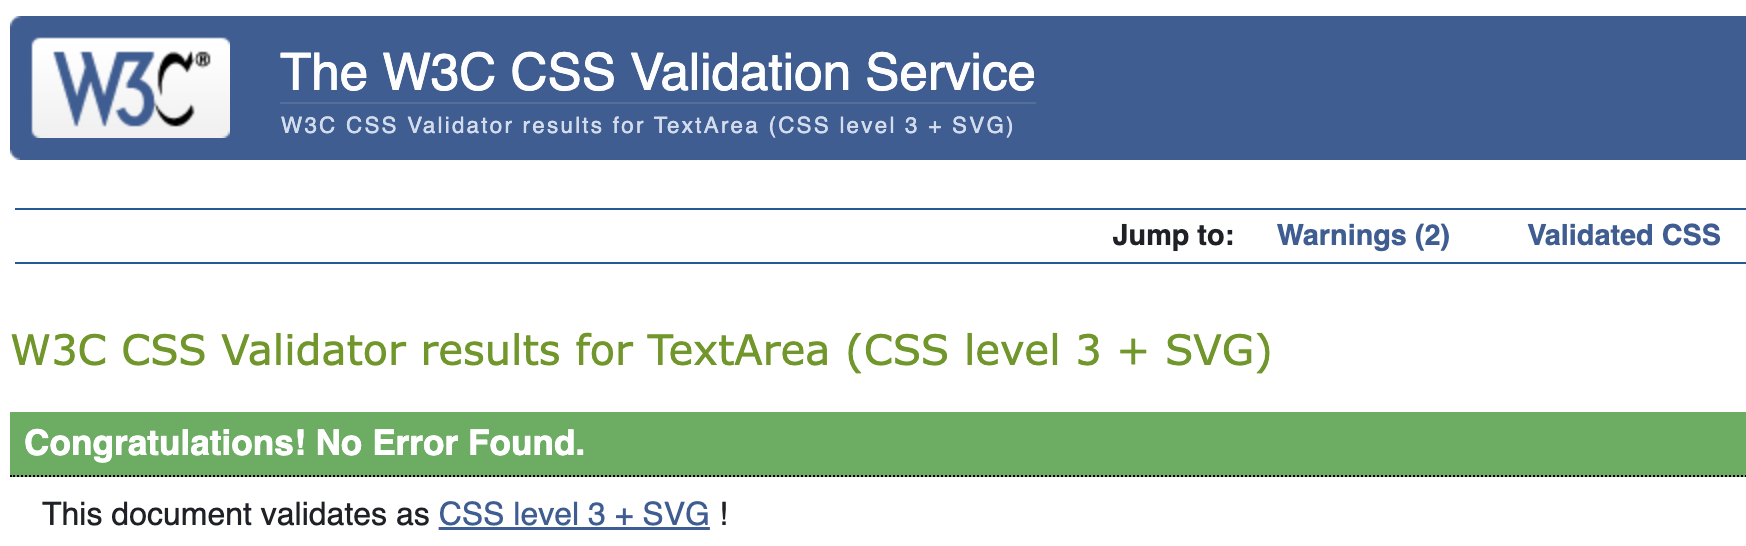 W3C®
The W3C CSS Validation Service
W3C CSS Validator results for TextArea (CSS level 3 + SVG)
Jump to: Warnings (2) Validated CSS
W3C CSS Validator results for TextArea (CSS level 3 + SVG)
Congratulations! No Error Found.
This document validates as CSS level 3 + SVG !